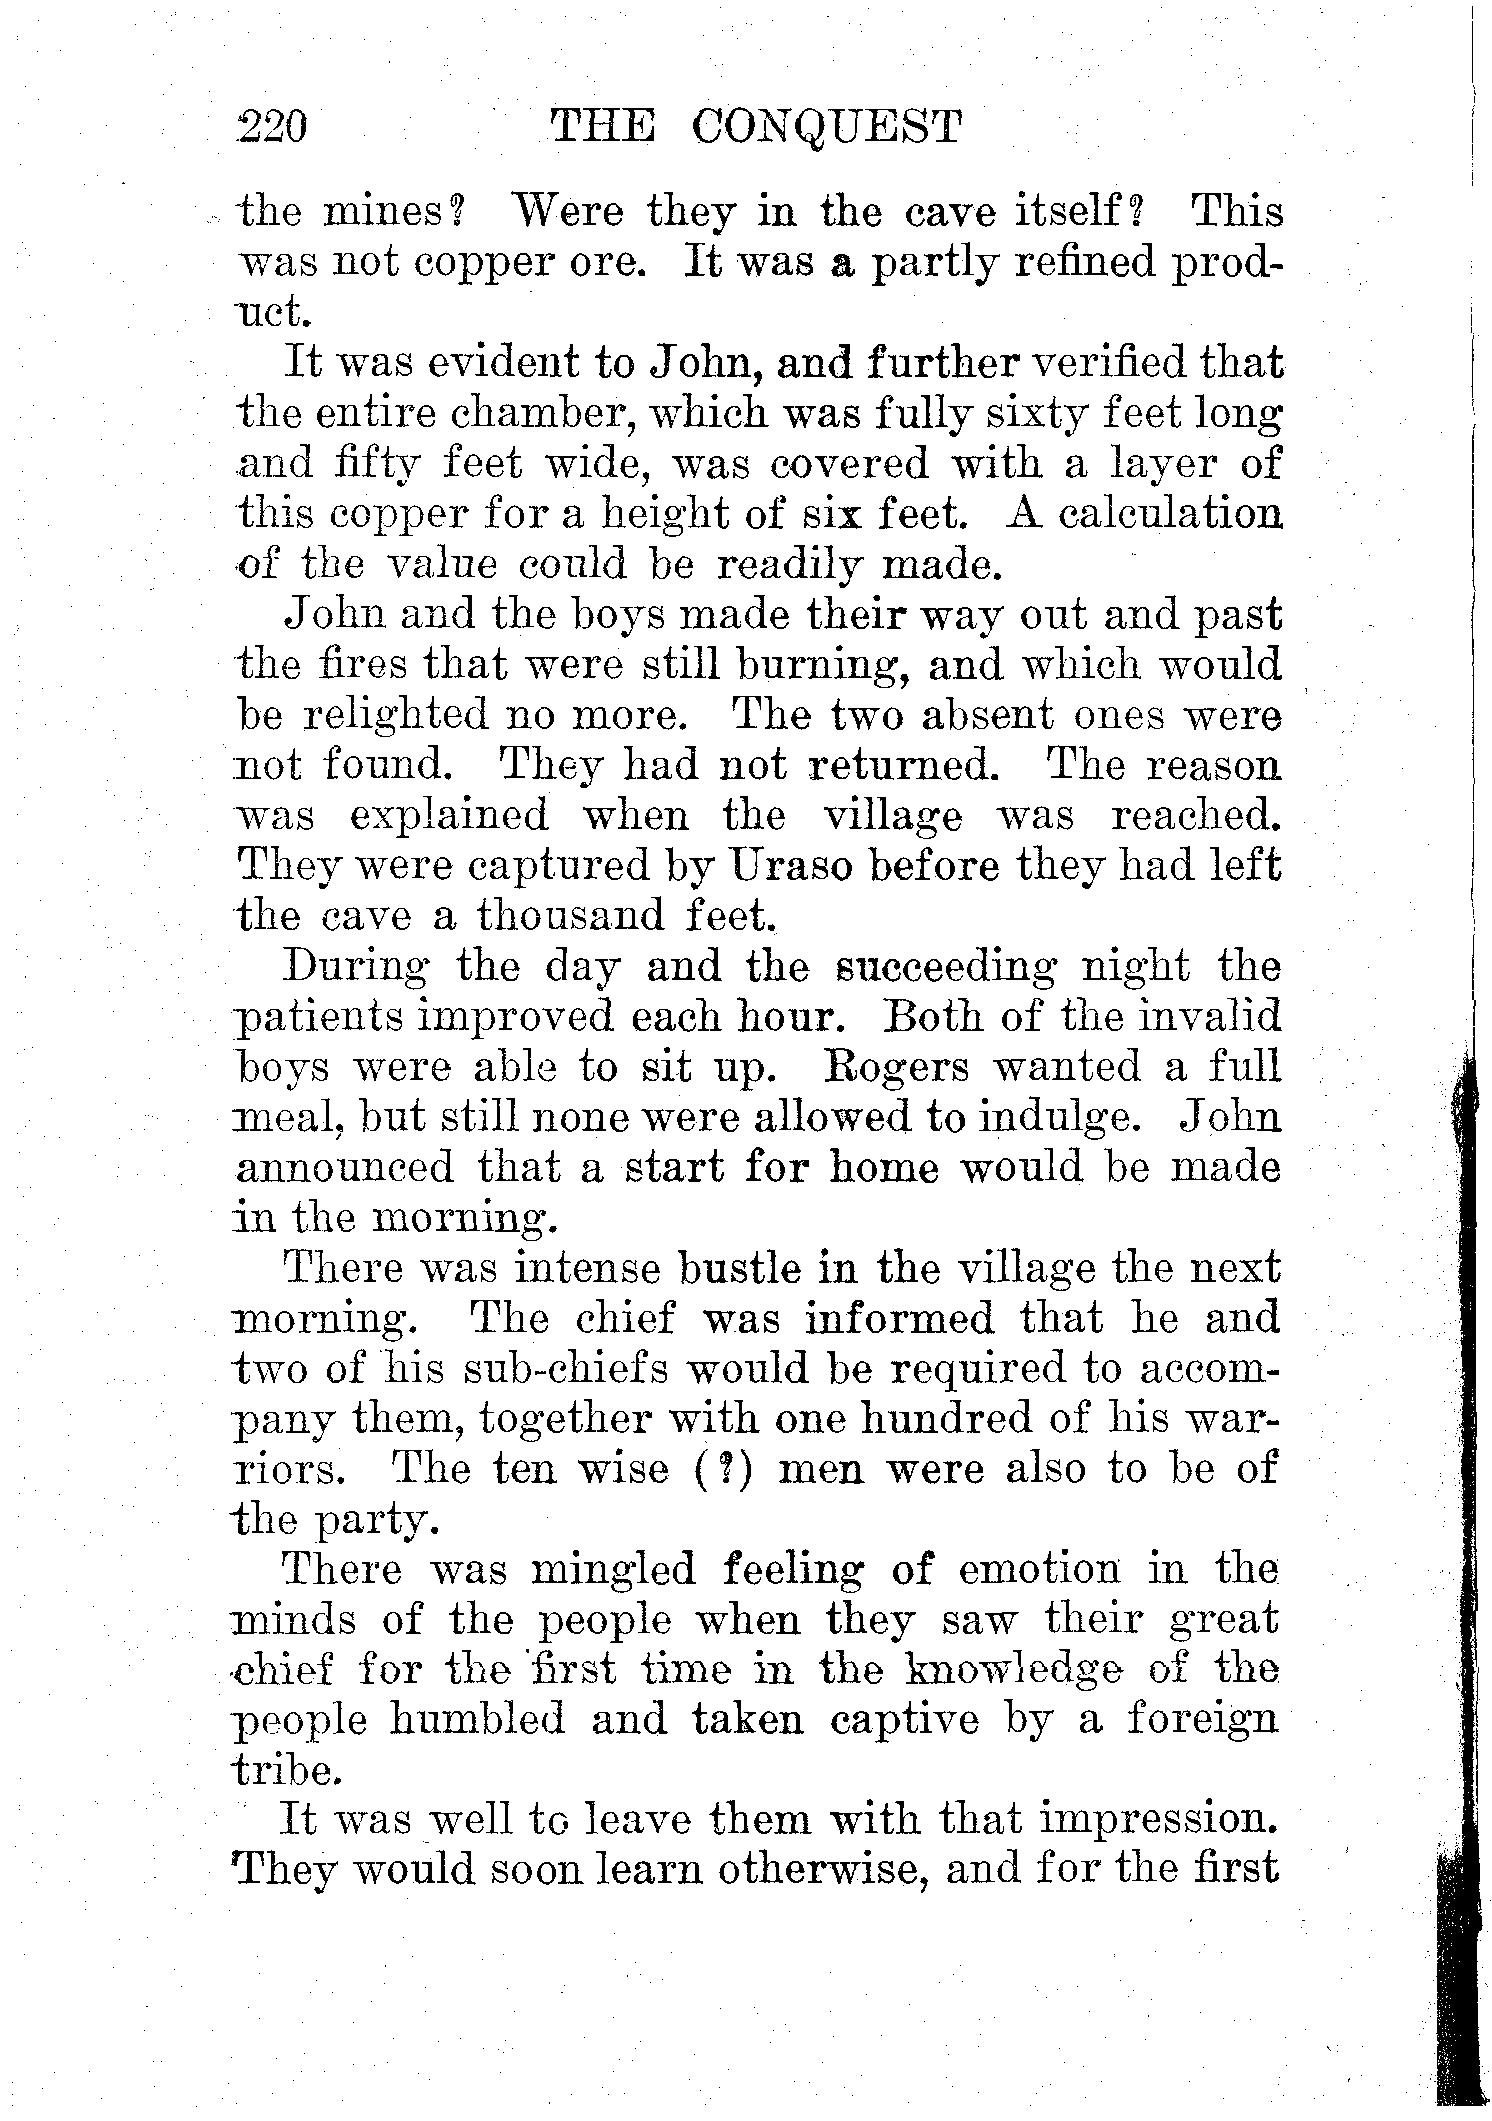 220 THE CONQUEST
the mines? Were they in the cave itself? This
was not copper ore. It was a partly refined prod-
uct.
It was evident to John, and further verified that
the entire chamber, which was fully sixty feet long
and fifty feet wide, was covered with a layer of
this copper for a height of six feet. A calculation
of the value could be readily made.
John and the boys made their way out and past
the fires that were still burning, and which would
be relighted no more. The two absent ones were
not found. They had not returned. The reason
was explained when the village was reached.
They were captured by Uraso before they had left
the cave a thousand feet.
During the day and the succeeding night the
patients improved each hour. Both of the invalid
boys were able to sit up. Rogers wanted a full
meal, but still none were allowed to indulge. John
announced that a start for home would be made
in the morning.
There was intense bustle in the village the next
morning. The chief was informed that he and
two of his sub-chiefs would be required to accom-
pany them, together with one hundred of his war-
riors. The ten wise (?) men were also to be of
the party.
There was mingled feeling of emotion in the
minds of the people when they saw their great
chief for the first time in the knowledge of the
people humbled and taken captive by a foreign
tribe.
It was well to leave them with that impression.
They would soon learn otherwise, and for the first